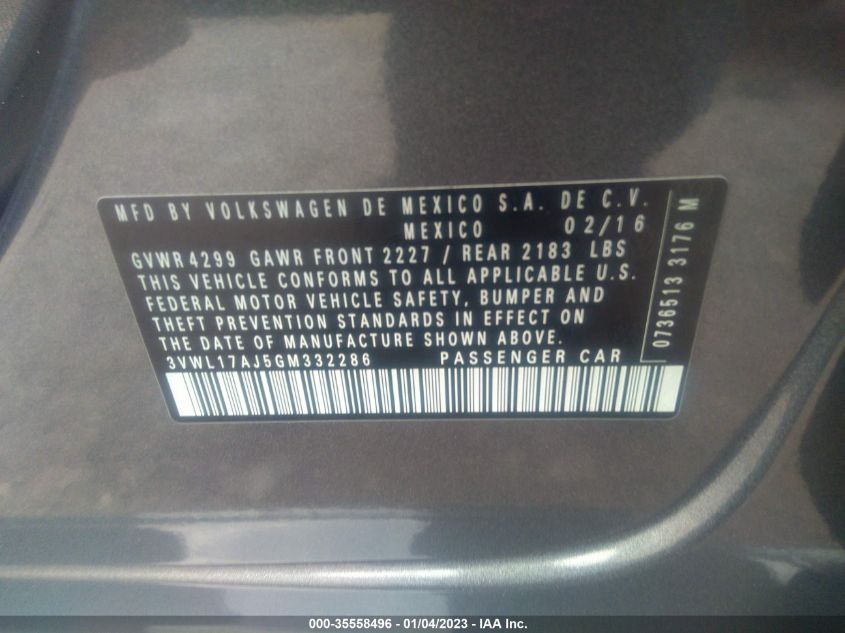 MFD BY VOLKSWAGEN DE MEXICO S.A. DE C.V.
MEXICO 02/16
GVWR 4299 GAWR FRONT 2227 / REAR 2183 LBS
THIS VEHICLE CONFORMS TO ALL APPLICABLE U.S.
FEDERAL MOTOR VEHICLE SAFETY, BUMPER AND
THEFT PREVENTION STANDARDS IN EFFECT ON
THE DATE OF MANUFACTURE SHOWN ABOVE.
3VWL17AJ5GM332286 PASSENGER CAR
0736513 3176 M
000-35558496 - 01/04/2023 - IAA Inc.